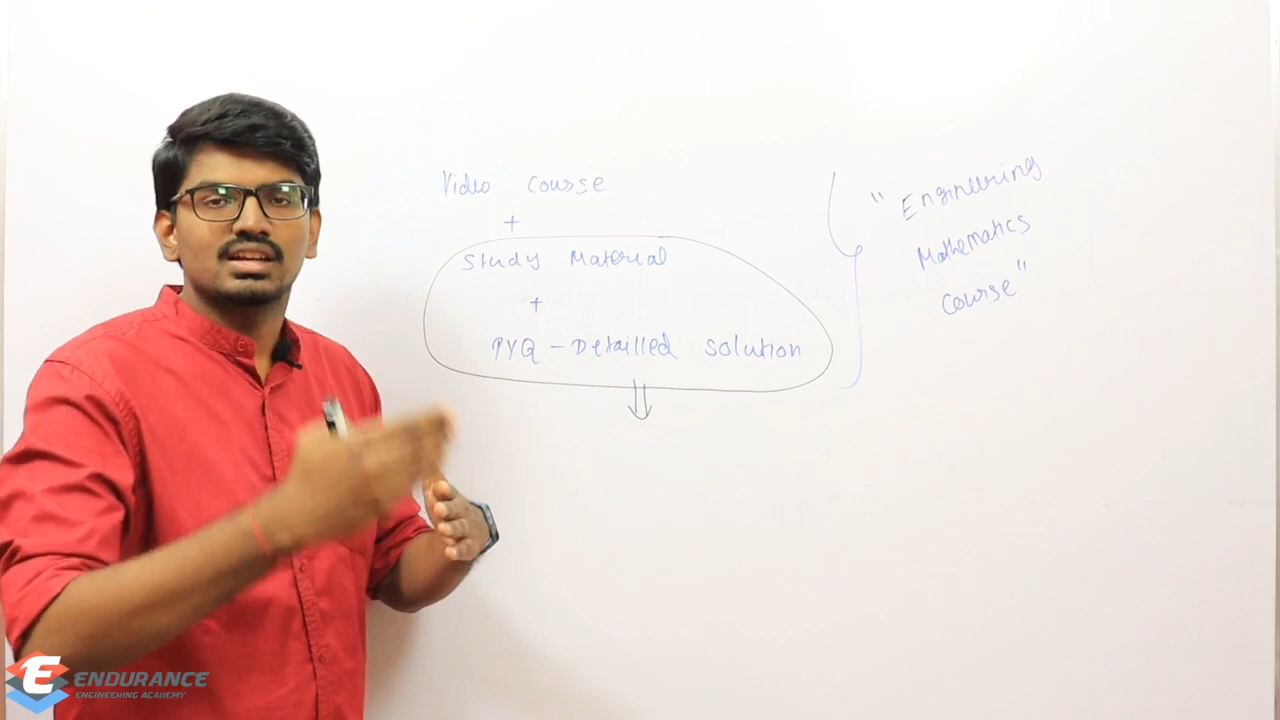 Video Course
+
Study Material
+
PYQ - Detailled solution
" Engineering
Mathematics
Course "
ENDURANCE
ENGINEERING ACADEMY